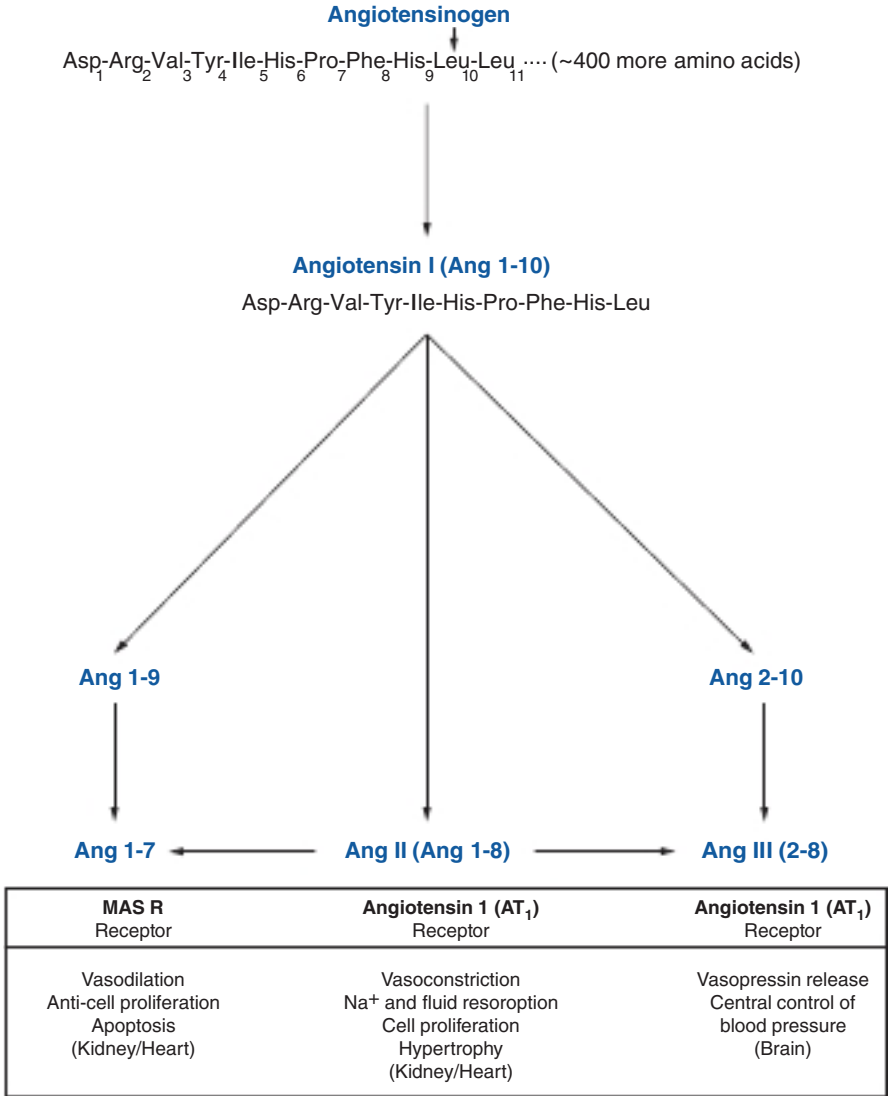 Angiotensinogen
Asp-Arg-Val-Tyr-Ile-His-Pro-Phe-His-Leu-Leu ···· (~400 more amino acids)
1 2 3 4 5 6 7 8 9 10 11
Angiotensin I (Ang 1-10)
Asp-Arg-Val-Tyr-Ile-His-Pro-Phe-His-Leu
Ang 1-9
Ang 2-10
Ang 1-7
Ang II (Ang 1-8)
Ang III (2-8)
MAS R
Receptor
Angiotensin 1 (AT1)
Receptor
Angiotensin 1 (AT1)
Receptor
Vasodilation
Anti-cell proliferation
Apoptosis
(Kidney/Heart)
Vasoconstriction
Na+ and fluid resoroption
Cell proliferation
Hypertrophy
(Kidney/Heart)
Vasopressin release
Central control of
blood pressure
(Brain)